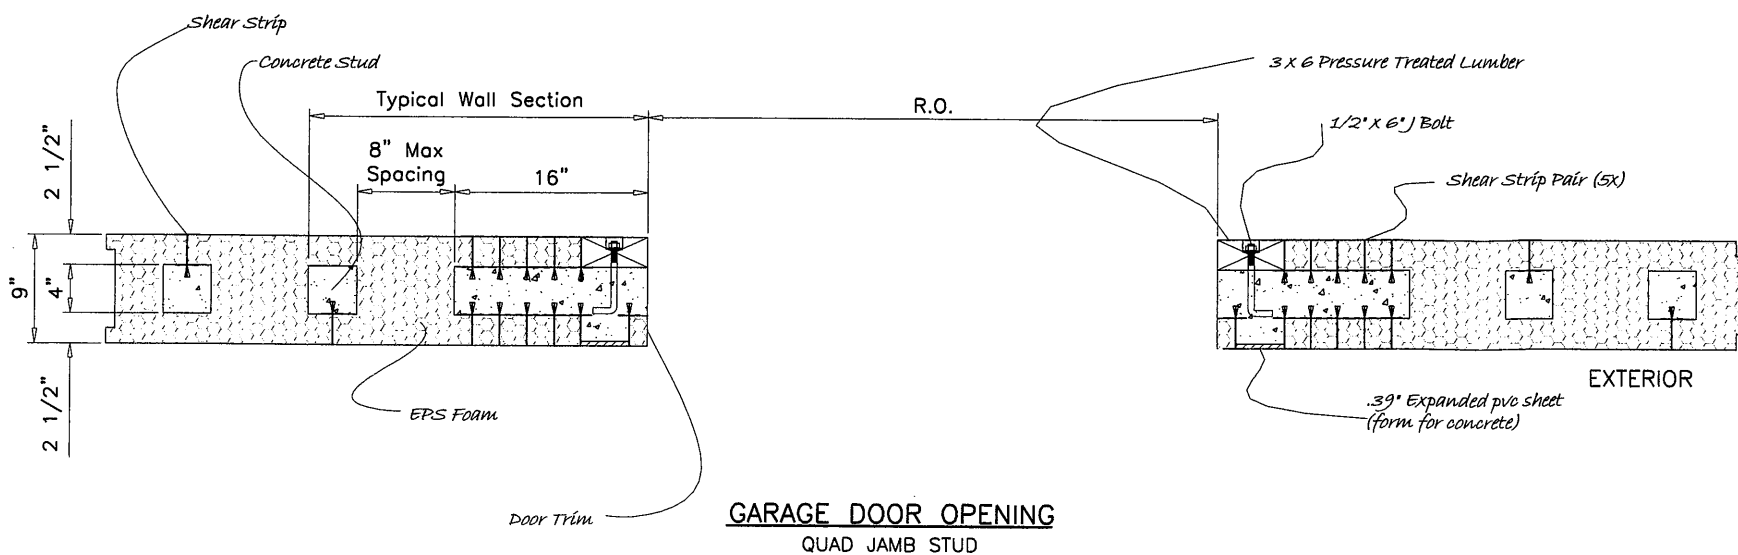 Shear Strip
Concrete Stud
3 X 6 Pressure Treated Lumber
Typical Wall Section
R.O.
1/2" X 6" J Bolt
2 1/2"
8" Max
Spacing
16"
Shear Strip Pair (5X)
9"
4"
EXTERIOR
2 1/2"
EPS Foam
.39" Expanded pvc sheet
(form for concrete)
Door Trim
GARAGE DOOR OPENING
QUAD JAMB STUD